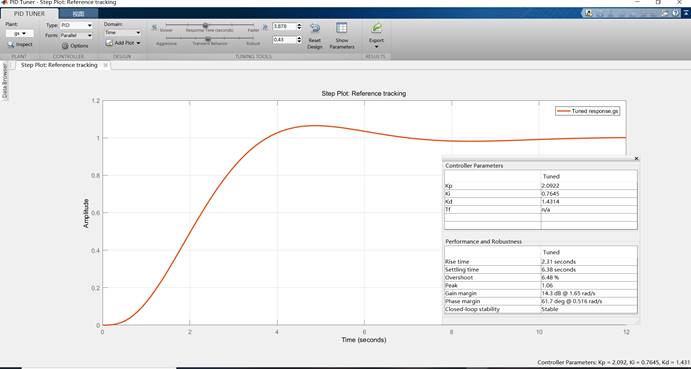 PID Tuner - Step Plot: Reference tracking
PID TUNER
视图
Plant:
gs
Inspect
PLANT
Type: PID
Form: Parallel
Options
CONTROLLER
Domain:
Time
Add Plot
DESIGN
Slower Response Time (seconds) Faster
3.878
Aggressive Transient Behavior Robust
0.43
TUNING TOOLS
Reset
Design
Show
Parameters
Export
RESULTS
Data Browser
Step Plot: Reference tracking
Step Plot: Reference tracking
Tuned response,gs
Amplitude
1.2
1
0.8
0.6
0.4
0.2
0
0 2 4 6 8 10 12
Time (seconds)
Controller Parameters
Tuned
Kp 2.0922
Ki 0.7645
Kd 1.4314
Tf n/a
Performance and Robustness
Tuned
Rise time 2.31 seconds
Settling time 6.38 seconds
Overshoot 6.48 %
Peak 1.06
Gain margin 14.3 dB @ 1.65 rad/s
Phase margin 61.7 deg @ 0.516 rad/s
Closed-loop stability Stable
Controller Parameters: Kp = 2.092, Ki = 0.7645, Kd = 1.431